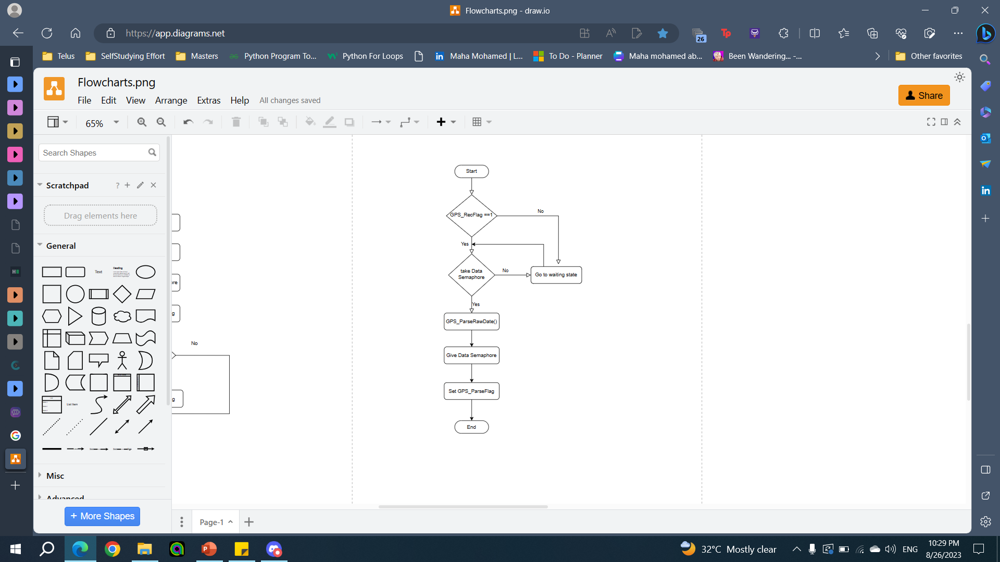 Flowcharts.png - draw.io
https://app.diagrams.net
26
Telus
SelfStudying Effort
Masters
Python Program To...
Python For Loops
Maha Mohamed | L...
To Do - Planner
Maha mohamed ab...
Been Wandering... -...
Other favorites
Flowcharts.png
File
Edit
View
Arrange
Extras
Help
All changes saved
Share
65%
Search Shapes
Scratchpad
?
Drag elements here
General
Text
Heading
List Item
Misc
Advanced
+ More Shapes
Start
GPS_RecFlag ==1
No
Yes
take Data
Semaphore
No
Go to waiting state
Yes
GPS_ParseRawDate()
Give Data Semaphore
Set GPS_ParseFlag
End
re
g
No
g
Page-1
32°C Mostly clear
ENG
10:29 PM
8/26/2023